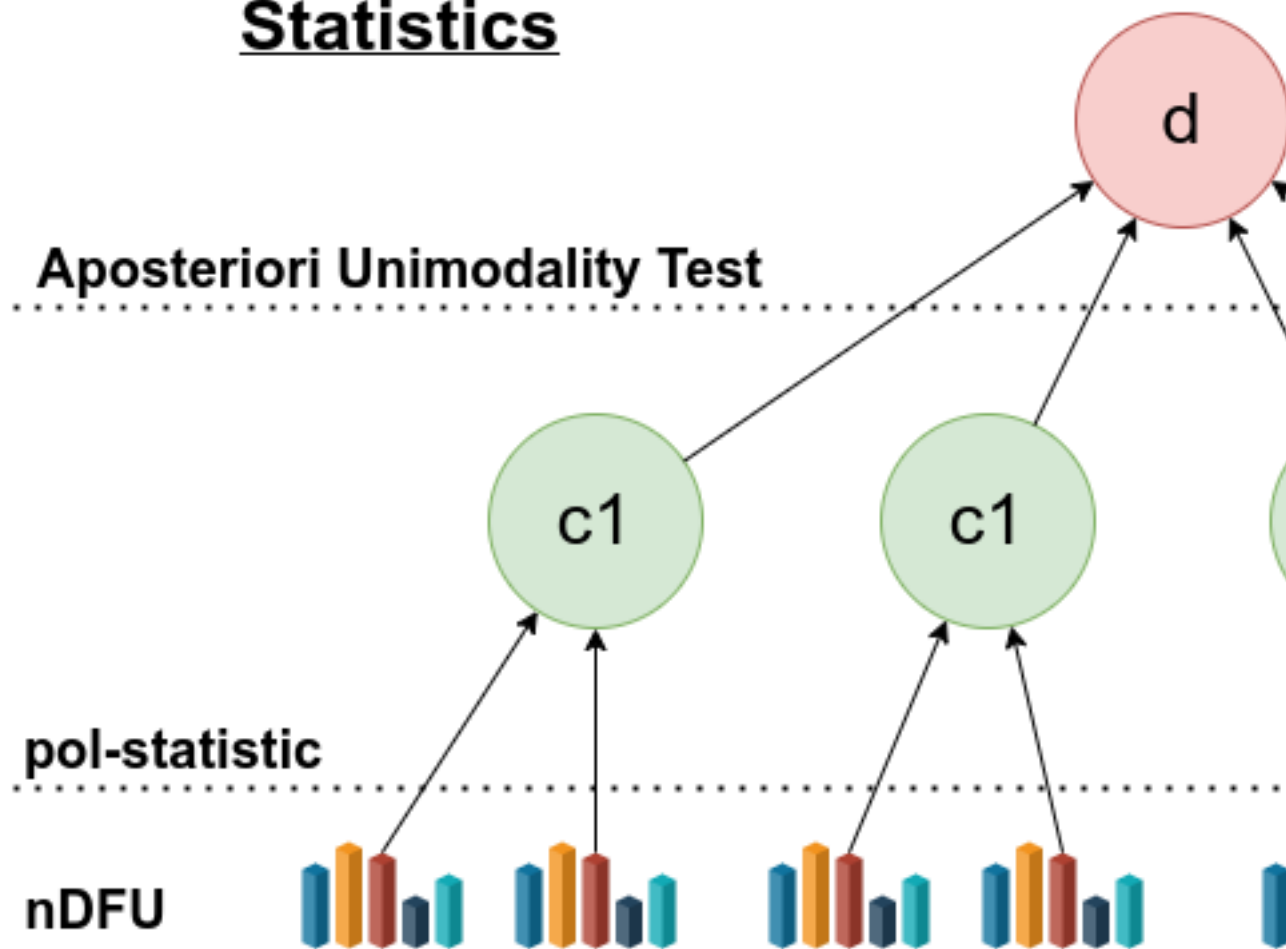 Statistics
d
Aposteriori Unimodality Test
c1
c1
pol-statistic
nDFU